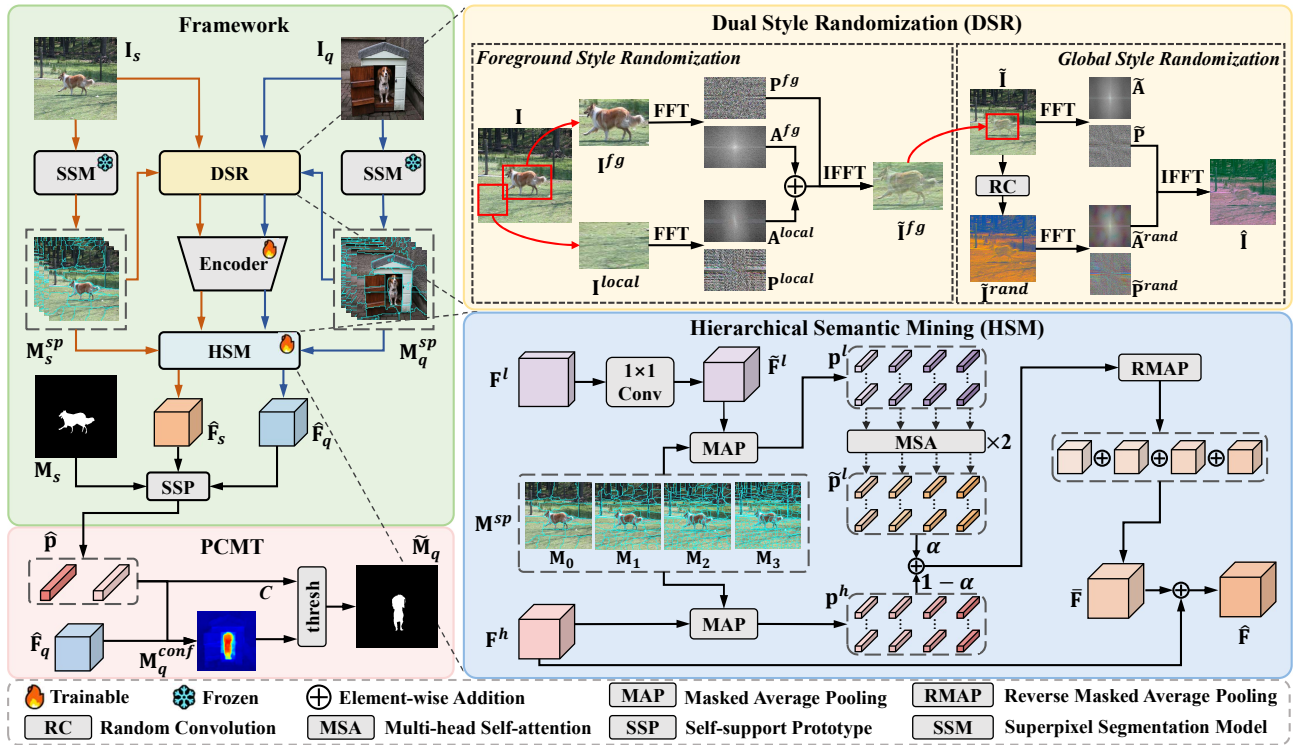 Framework
I_s
I_q
SSM
DSR
SSM
Encoder
M_s^{sp}
HSM
M_q^{sp}
F̂_s
F̂_q
M_s
SSP
PCMT
p̂
M̃_q
C
thresh
F̂_q
M_q^{conf}
Dual Style Randomization (DSR)
Foreground Style Randomization
I
I^{fg}
FFT
P^{fg}
A^{fg}
IFFT
I^{local}
FFT
A^{local}
P^{local}
Ĩ^{fg}
Global Style Randomization
Ĩ
FFT
Ã
P̃
RC
IFFT
FFT
Ĩ^{rand}
Ã^{rand}
P̃^{rand}
Î
Hierarchical Semantic Mining (HSM)
F^l
1×1
Conv
F̃^l
MAP
p^l
MSA ×2
p̃^l
RMAP
M^{sp}
M_0 M_1 M_2 M_3
α
1 − α
F^h
MAP
p^h
F̄
F̂
Trainable
Frozen
Element-wise Addition
MAP Masked Average Pooling
RMAP Reverse Masked Average Pooling
RC Random Convolution
MSA Multi-head Self-attention
SSP Self-support Prototype
SSM Superpixel Segmentation Model